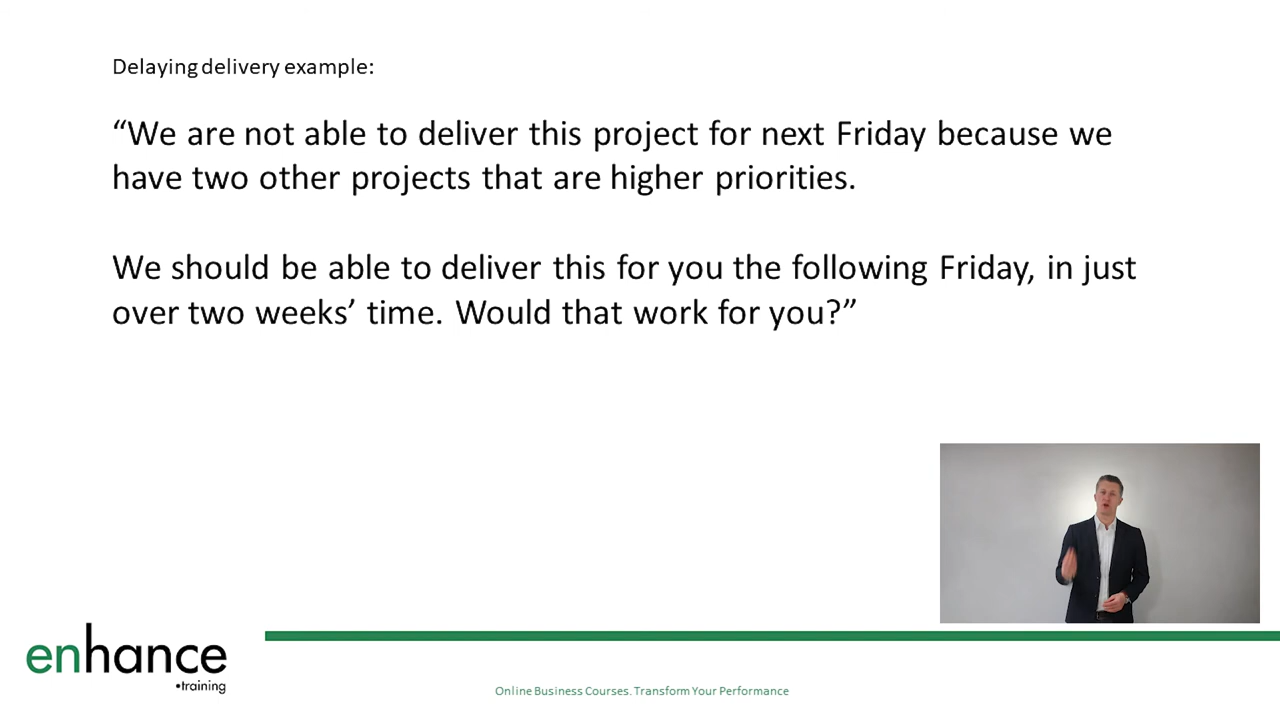 Delaying delivery example:
“We are not able to deliver this project for next Friday because we
have two other projects that are higher priorities.
We should be able to deliver this for you the following Friday, in just
over two weeks’ time. Would that work for you?”
enhance
•training
Online Business Courses. Transform Your Performance